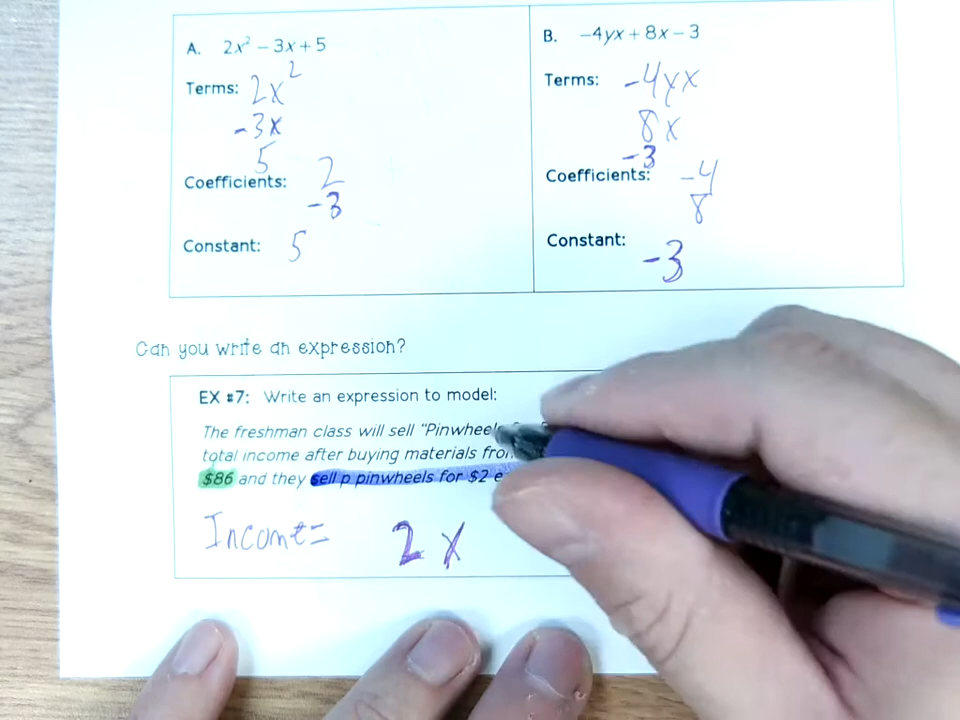 A. 2x² – 3x + 5
Terms: 2x²
-3x
5
Coefficients: 2
-3
Constant: 5
B. –4yx + 8x – 3
Terms: -4yx
8x
-3
Coefficients: -4
8
Constant: -3
Can you write an expression?
EX #7: Write an expression to model:
The freshman class will sell "Pinwheels
total income after buying materials
$86 and they sell p pinwheels for $2
Income= 2x